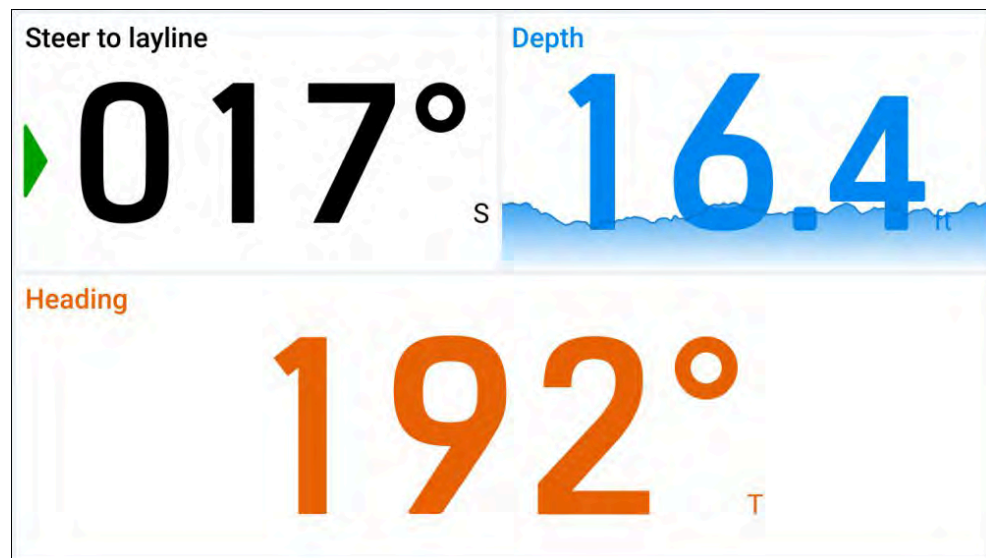 Steer to layline
017°
S
Depth
16.4
ft
Heading
192°
T